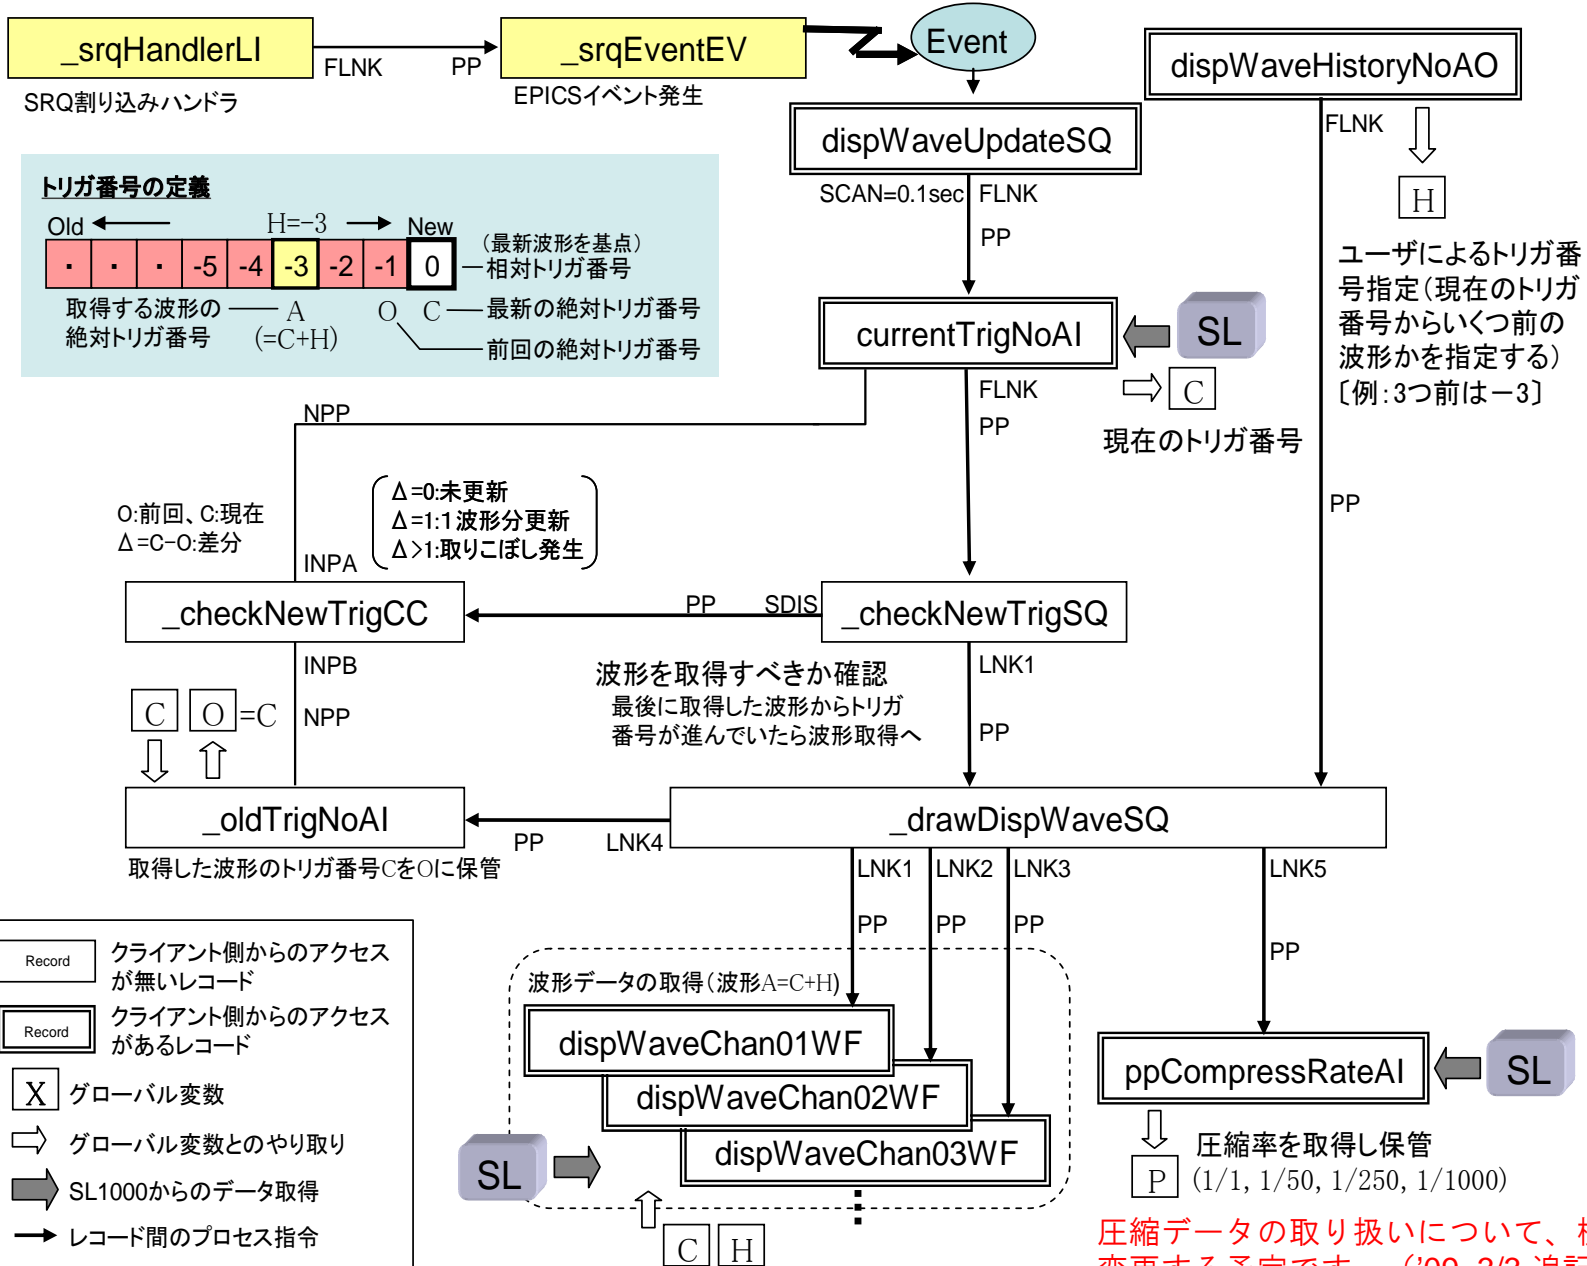 _srqHandlerLI
FLNK
PP
_srqEventEV
Event
dispWaveHistoryNoAO
SRQ割り込みハンドラ
EPICSイベント発生
dispWaveUpdateSQ
FLNK
H
SCAN=0.1sec
FLNK
PP
トリガ番号の定義
Old
H=-3
New
・ ・ ・ -5 -4 -3 -2 -1 0
(最新波形を基点)
相対トリガ番号
取得する波形の
絶対トリガ番号
A
(=C+H)
O
C
最新の絶対トリガ番号
前回の絶対トリガ番号
ユーザによるトリガ番
号指定(現在のトリガ
番号からいくつ前の
波形かを指定する)
〔例:3つ前は-3〕
currentTrigNoAI
SL
C
現在のトリガ番号
FLNK
PP
NPP
PP
O:前回、C:現在
Δ=C-O:差分
Δ=0:未更新
Δ=1:1波形分更新
Δ>1:取りこぼし発生
INPA
_checkNewTrigCC
PP
SDIS
_checkNewTrigSQ
INPB
NPP
波形を取得すべきか確認
最後に取得した波形からトリガ
番号が進んでいたら波形取得へ
LNK1
PP
C
O
=C
_oldTrigNoAI
PP
LNK4
_drawDispWaveSQ
取得した波形のトリガ番号CをOに保管
LNK1
LNK2
LNK3
LNK5
PP
PP
PP
PP
Record
クライアント側からのアクセス
が無いレコード
Record
クライアント側からのアクセス
があるレコード
X
グローバル変数
グローバル変数とのやり取り
SL1000からのデータ取得
レコード間のプロセス指令
波形データの取得(波形A=C+H)
dispWaveChan01WF
dispWaveChan02WF
dispWaveChan03WF
SL
C
H
ppCompressRateAI
SL
P
圧縮率を取得し保管
(1/1, 1/50, 1/250, 1/1000)
圧縮データの取り扱いについて、